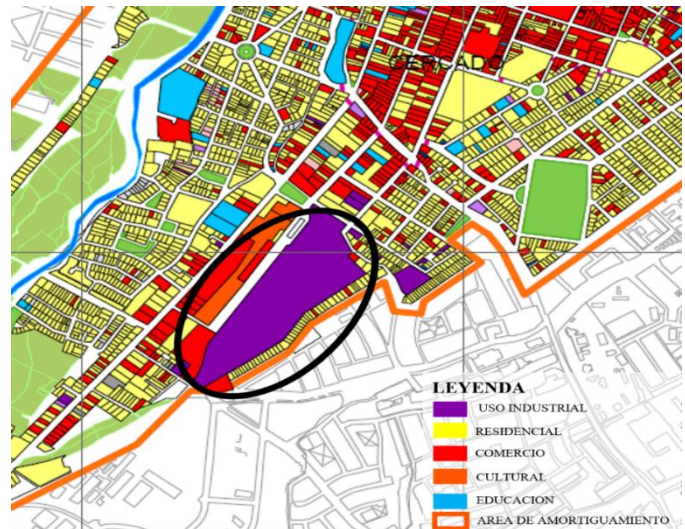 CERCADO
LEYENDA
USO INDUSTRIAL
RESIDENCIAL
COMERCIO
CULTURAL
EDUCACION
AREA DE AMORTIGUAMIENTO